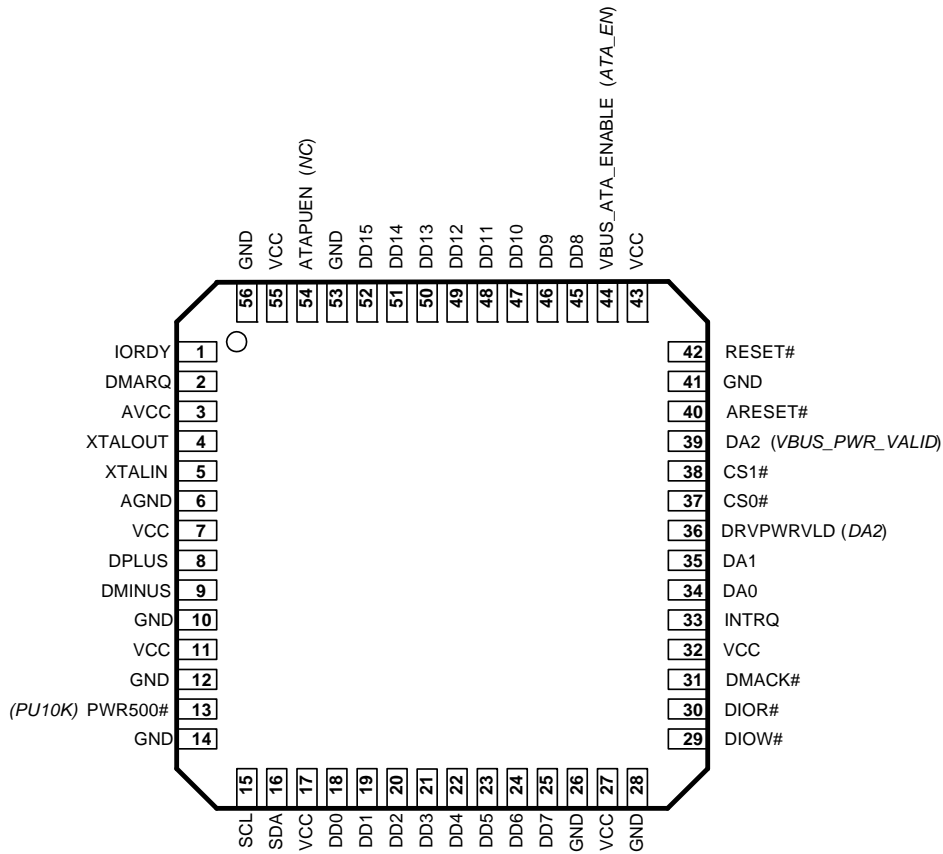 GND
VCC
ATAPUEN (NC)
GND
DD15
DD14
DD13
DD12
DD11
DD10
DD9
DD8
VBUS_ATA_ENABLE (ATA_EN)
VCC
56
55
54
53
52
51
50
49
48
47
46
45
44
43
IORDY 1
DMARQ 2
AVCC 3
XTALOUT 4
XTALIN 5
AGND 6
VCC 7
DPLUS 8
DMINUS 9
GND 10
VCC 11
GND 12
(PU10K) PWR500# 13
GND 14
42 RESET#
41 GND
40 ARESET#
39 DA2 (VBUS_PWR_VALID)
38 CS1#
37 CS0#
36 DRVPWRVLD (DA2)
35 DA1
34 DA0
33 INTRQ
32 VCC
31 DMACK#
30 DIOR#
29 DIOW#
15
16
17
18
19
20
21
22
23
24
25
26
27
28
SCL
SDA
VCC
DD0
DD1
DD2
DD3
DD4
DD5
DD6
DD7
GND
VCC
GND